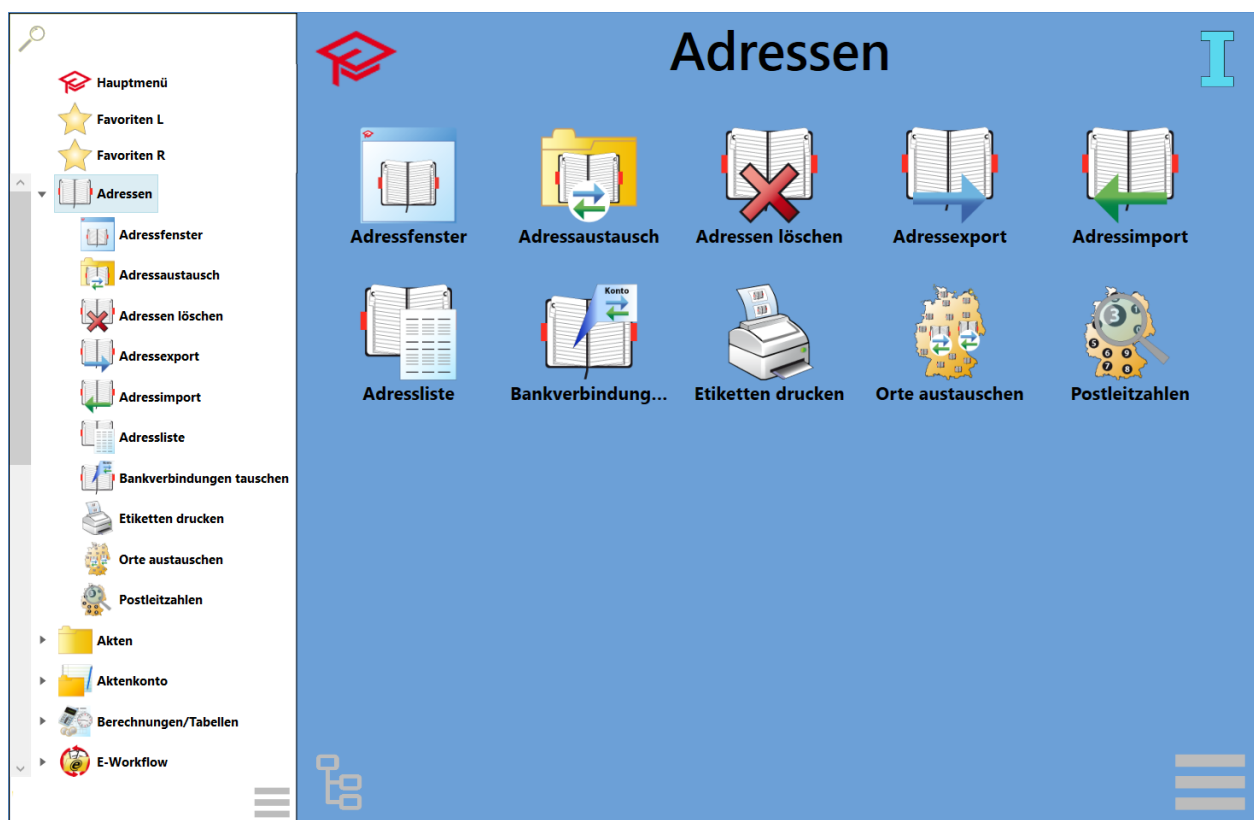 Hauptmenü
Favoriten L
Favoriten R
Adressen
Adressfenster
Adressaustausch
Adressen löschen
Adressexport
Adressimport
Adressliste
Bankverbindungen tauschen
Etiketten drucken
Orte austauschen
Postleitzahlen
Akten
Aktenkonto
Berechnungen/Tabellen
E-Workflow
Adressen
Adressfenster Adressaustausch Adressen löschen Adressexport Adressimport
Konto
Adressliste Bankverbindung... Etiketten drucken Orte austauschen Postleitzahlen